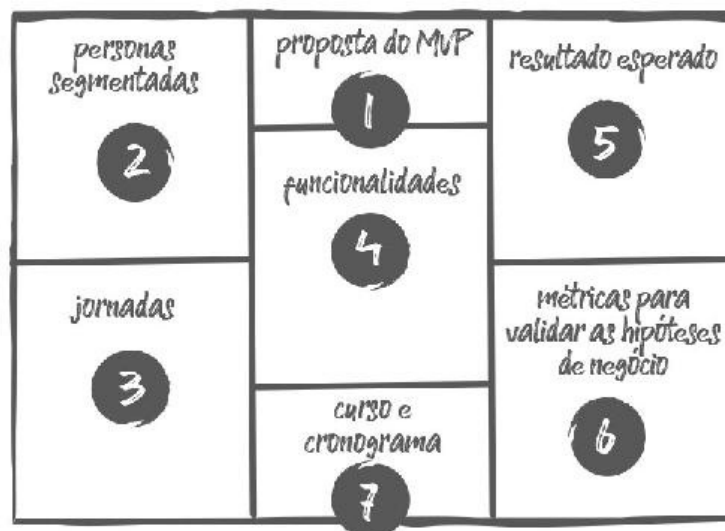 personas
segmentadas
2
proposta do MVP
1
resultado esperado
5
funcionalidades
4
jornadas
3
métricas para
validar as hipóteses
de negócio
6
curso e
cronograma
7